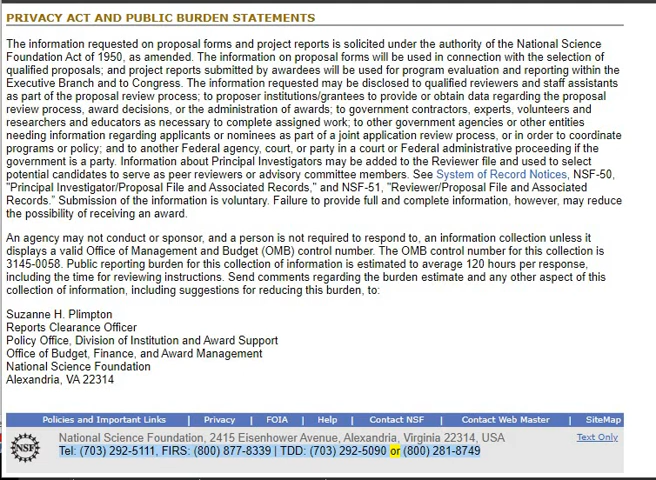 PRIVACY ACT AND PUBLIC BURDEN STATEMENTS
The information requested on proposal forms and project reports is solicited under the authority of the National Science
Foundation Act of 1950, as amended. The information on proposal forms will be used in connection with the selection of
qualified proposals; and project reports submitted by awardees will be used for program evaluation and reporting within the
Executive Branch and to Congress. The information requested may be disclosed to qualified reviewers and staff assistants
as part of the proposal review process; to proposer institutions/grantees to provide or obtain data regarding the proposal
review process, award decisions, or the administration of awards; to government contractors, experts, volunteers and
researchers and educators as necessary to complete assigned work; to other government agencies or other entities
needing information regarding applicants or nominees as part of a joint application review process, or in order to coordinate
programs or policy; and to another Federal agency, court, or party in a court or Federal administrative proceeding if the
government is a party. Information about Principal Investigators may be added to the Reviewer file and used to select
potential candidates to serve as peer reviewers or advisory committee members. See System of Record Notices, NSF-50,
"Principal Investigator/Proposal File and Associated Records," and NSF-51, "Reviewer/Proposal File and Associated
Records." Submission of the information is voluntary. Failure to provide full and complete information, however, may reduce
the possibility of receiving an award.
An agency may not conduct or sponsor, and a person is not required to respond to, an information collection unless it
displays a valid Office of Management and Budget (OMB) control number. The OMB control number for this collection is
3145-0058. Public reporting burden for this collection of information is estimated to average 120 hours per response,
including the time for reviewing instructions. Send comments regarding the burden estimate and any other aspect of this
collection of information, including suggestions for reducing this burden, to:
Suzanne H. Plimpton
Reports Clearance Officer
Policy Office, Division of Institution and Award Support
Office of Budget, Finance, and Award Management
National Science Foundation
Alexandria, VA 22314
Policies and Important Links | Privacy | FOIA | Help | Contact NSF | Contact Web Master | SiteMap
NSF
National Science Foundation, 2415 Eisenhower Avenue, Alexandria, Virginia 22314, USA
Tel: (703) 292-5111, FIRS: (800) 877-8339 | TDD: (703) 292-5090 or (800) 281-8749
Text Only